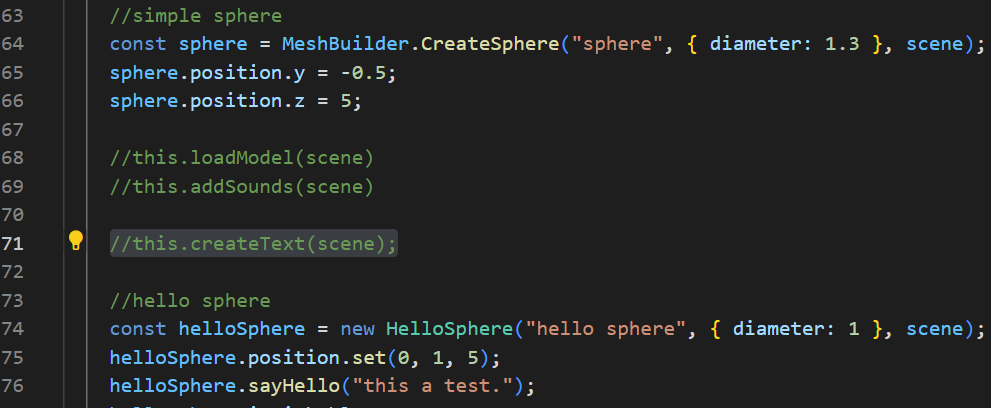 63 //simple sphere
64 const sphere = MeshBuilder.CreateSphere("sphere", { diameter: 1.3 }, scene);
65 sphere.position.y = -0.5;
66 sphere.position.z = 5;
67
68 //this.loadModel(scene)
69 //this.addSounds(scene)
70
71 //this.createText(scene);
72
73 //hello sphere
74 const helloSphere = new HelloSphere("hello sphere", { diameter: 1 }, scene);
75 helloSphere.position.set(0, 1, 5);
76 helloSphere.sayHello("this a test.");